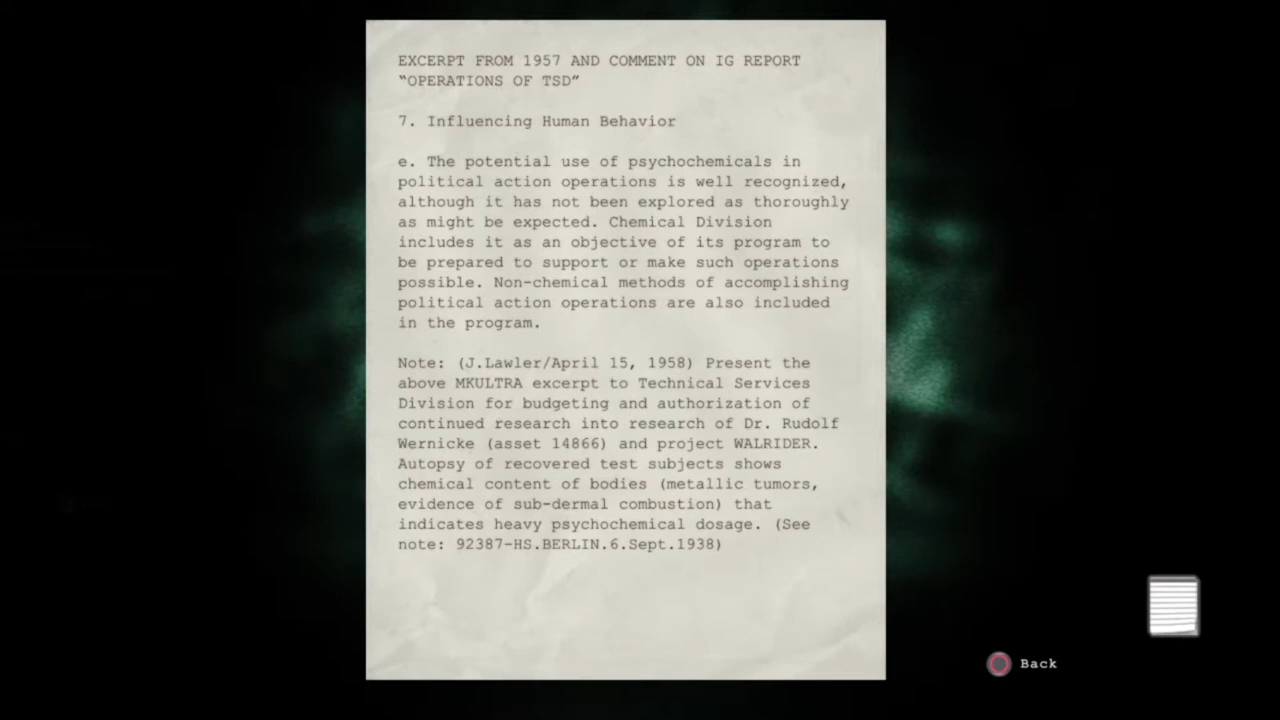 EXCERPT FROM 1957 AND COMMENT ON IG REPORT
“OPERATIONS OF TSD”
7. Influencing Human Behavior
e. The potential use of psychochemicals in
political action operations is well recognized,
although it has not been explored as thoroughly
as might be expected. Chemical Division
includes it as an objective of its program to
be prepared to support or make such operations
possible. Non-chemical methods of accomplishing
political action operations are also included
in the program.
Note: (J.Lawler/April 15, 1958) Present the
above MKULTRA excerpt to Technical Services
Division for budgeting and authorization of
continued research into research of Dr. Rudolf
Wernicke (asset 14866) and project WALRIDER.
Autopsy of recovered test subjects shows
chemical content of bodies (metallic tumors,
evidence of sub-dermal combustion) that
indicates heavy psychochemical dosage. (See
note: 92387-HS.BERLIN.6.Sept.1938)
Back